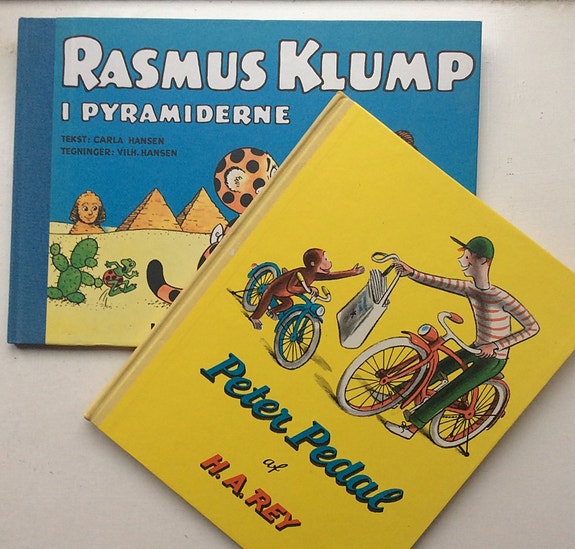 RASMUS KLUMP
I PYRAMIDERNE
TEKST: CARLA HANSEN
TEGNINGER: VILH. HANSEN
Peter Pedal
af
H.A. REY